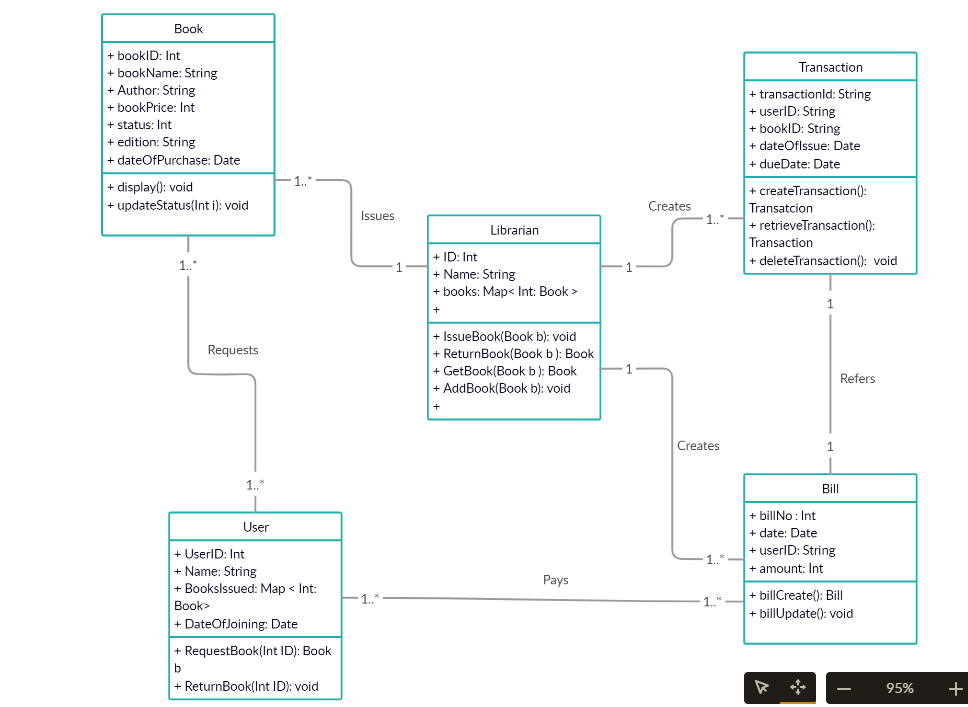 Book
+ bookID: Int
+ bookName: String
+ Author: String
+ bookPrice: Int
+ status: Int
+ edition: String
+ dateOfPurchase: Date
+ display(): void
+ updateStatus(Int i): void
1..*
Issues
1
1..*
Requests
1..*
Librarian
+ ID: Int
+ Name: String
+ books: Map< Int: Book >
+
+ IssueBook(Book b): void
+ ReturnBook(Book b ): Book
+ GetBook(Book b ): Book
+ AddBook(Book b): void
+
1
Creates
1..*
1
Creates
1..*
Transaction
+ transactionId: String
+ userID: String
+ bookID: String
+ dateOfIssue: Date
+ dueDate: Date
+ createTransaction():
Transatcion
+ retrieveTransaction():
Transaction
+ deleteTransaction():  void
1
Refers
1
User
+ UserID: Int
+ Name: String
+ BooksIssued: Map < Int:
Book>
+ DateOfJoining: Date
+ RequestBook(Int ID): Book
b
+ ReturnBook(Int ID): void
1..*
Pays
1..*
Bill
+ billNo : Int
+ date: Date
+ userID: String
+ amount: Int
+ billCreate(): Bill
+ billUpdate(): void
95%